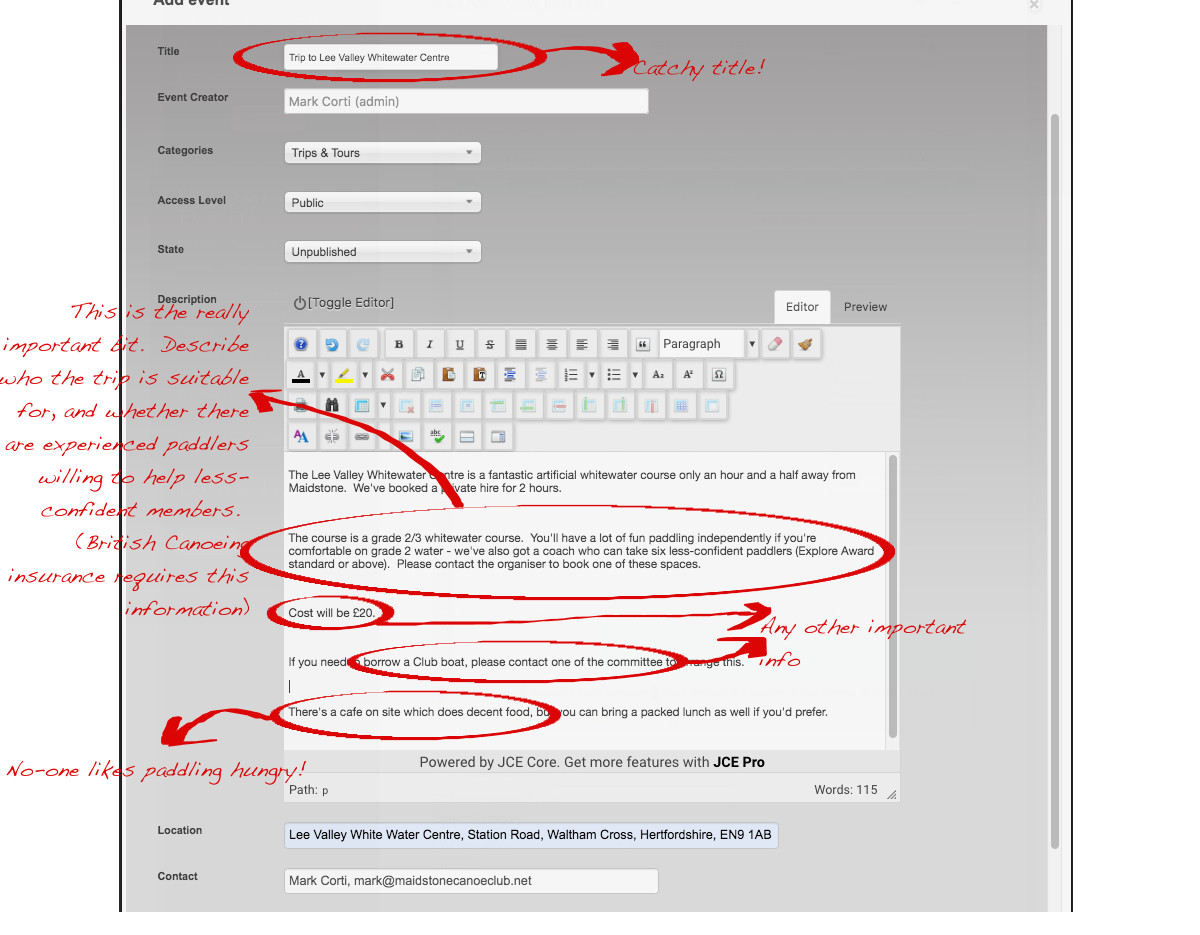 Add event
×
Title
Trip to Lee Valley Whitewater Centre
Catchy title!
Event Creator
Mark Corti (admin)
Categories
Trips & Tours
Access Level
Public
State
Unpublished
Description
[Toggle Editor]
Editor
Preview
This is the really
important bit. Describe
who the trip is suitable
for, and whether there
are experienced paddlers
willing to help less-
confident members.
(British Canoeing
insurance requires this
information)
B I U S Paragraph
The Lee Valley Whitewater Centre is a fantastic artificial whitewater course only an hour and a half away from
Maidstone. We've booked a private hire for 2 hours.
The course is a grade 2/3 whitewater course. You'll have a lot of fun paddling independently if you're
comfortable on grade 2 water - we've also got a coach who can take six less-confident paddlers (Explore Award
standard or above). Please contact the organiser to book one of these spaces.
Cost will be £20.
Any other important
info
If you need to borrow a Club boat, please contact one of the committee to arrange this.
There's a cafe on site which does decent food, but you can bring a packed lunch as well if you'd prefer.
No-one likes paddling hungry!
Powered by JCE Core. Get more features with JCE Pro
Path: p
Words: 115
Location
Lee Valley White Water Centre, Station Road, Waltham Cross, Hertfordshire, EN9 1AB
Contact
Mark Corti, mark@maidstonecanoeclub.net